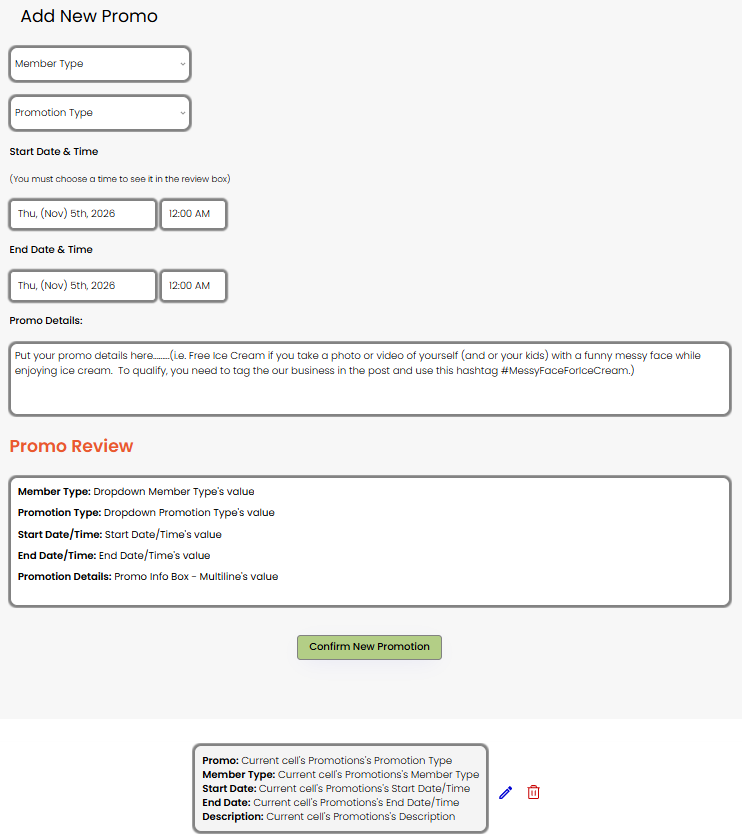 Add New Promo
Member Type
Promotion Type
Start Date & Time
(You must choose a time to see it in the review box)
Thu, (Nov) 5th, 2026 12:00 AM
End Date & Time
Thu, (Nov) 5th, 2026 12:00 AM
Promo Details:
Put your promo details here........(i.e. Free Ice Cream if you take a photo or video of yourself (and or your kids) with a funny messy face while
enjoying ice cream.  To qualify, you need to tag the our business in the post and use this hashtag #MessyFaceForIceCream.)
Promo Review
Member Type: Dropdown Member Type's value
Promotion Type: Dropdown Promotion Type's value
Start Date/Time: Start Date/Time's value
End Date/Time: End Date/Time's value
Promotion Details: Promo Info Box - Multiline's value
Confirm New Promotion
Promo: Current cell's Promotions's Promotion Type
Member Type: Current cell's Promotions's Member Type
Start Date: Current cell's Promotions's Start Date/Time
End Date: Current cell's Promotions's End Date/Time
Description: Current cell's Promotions's Description